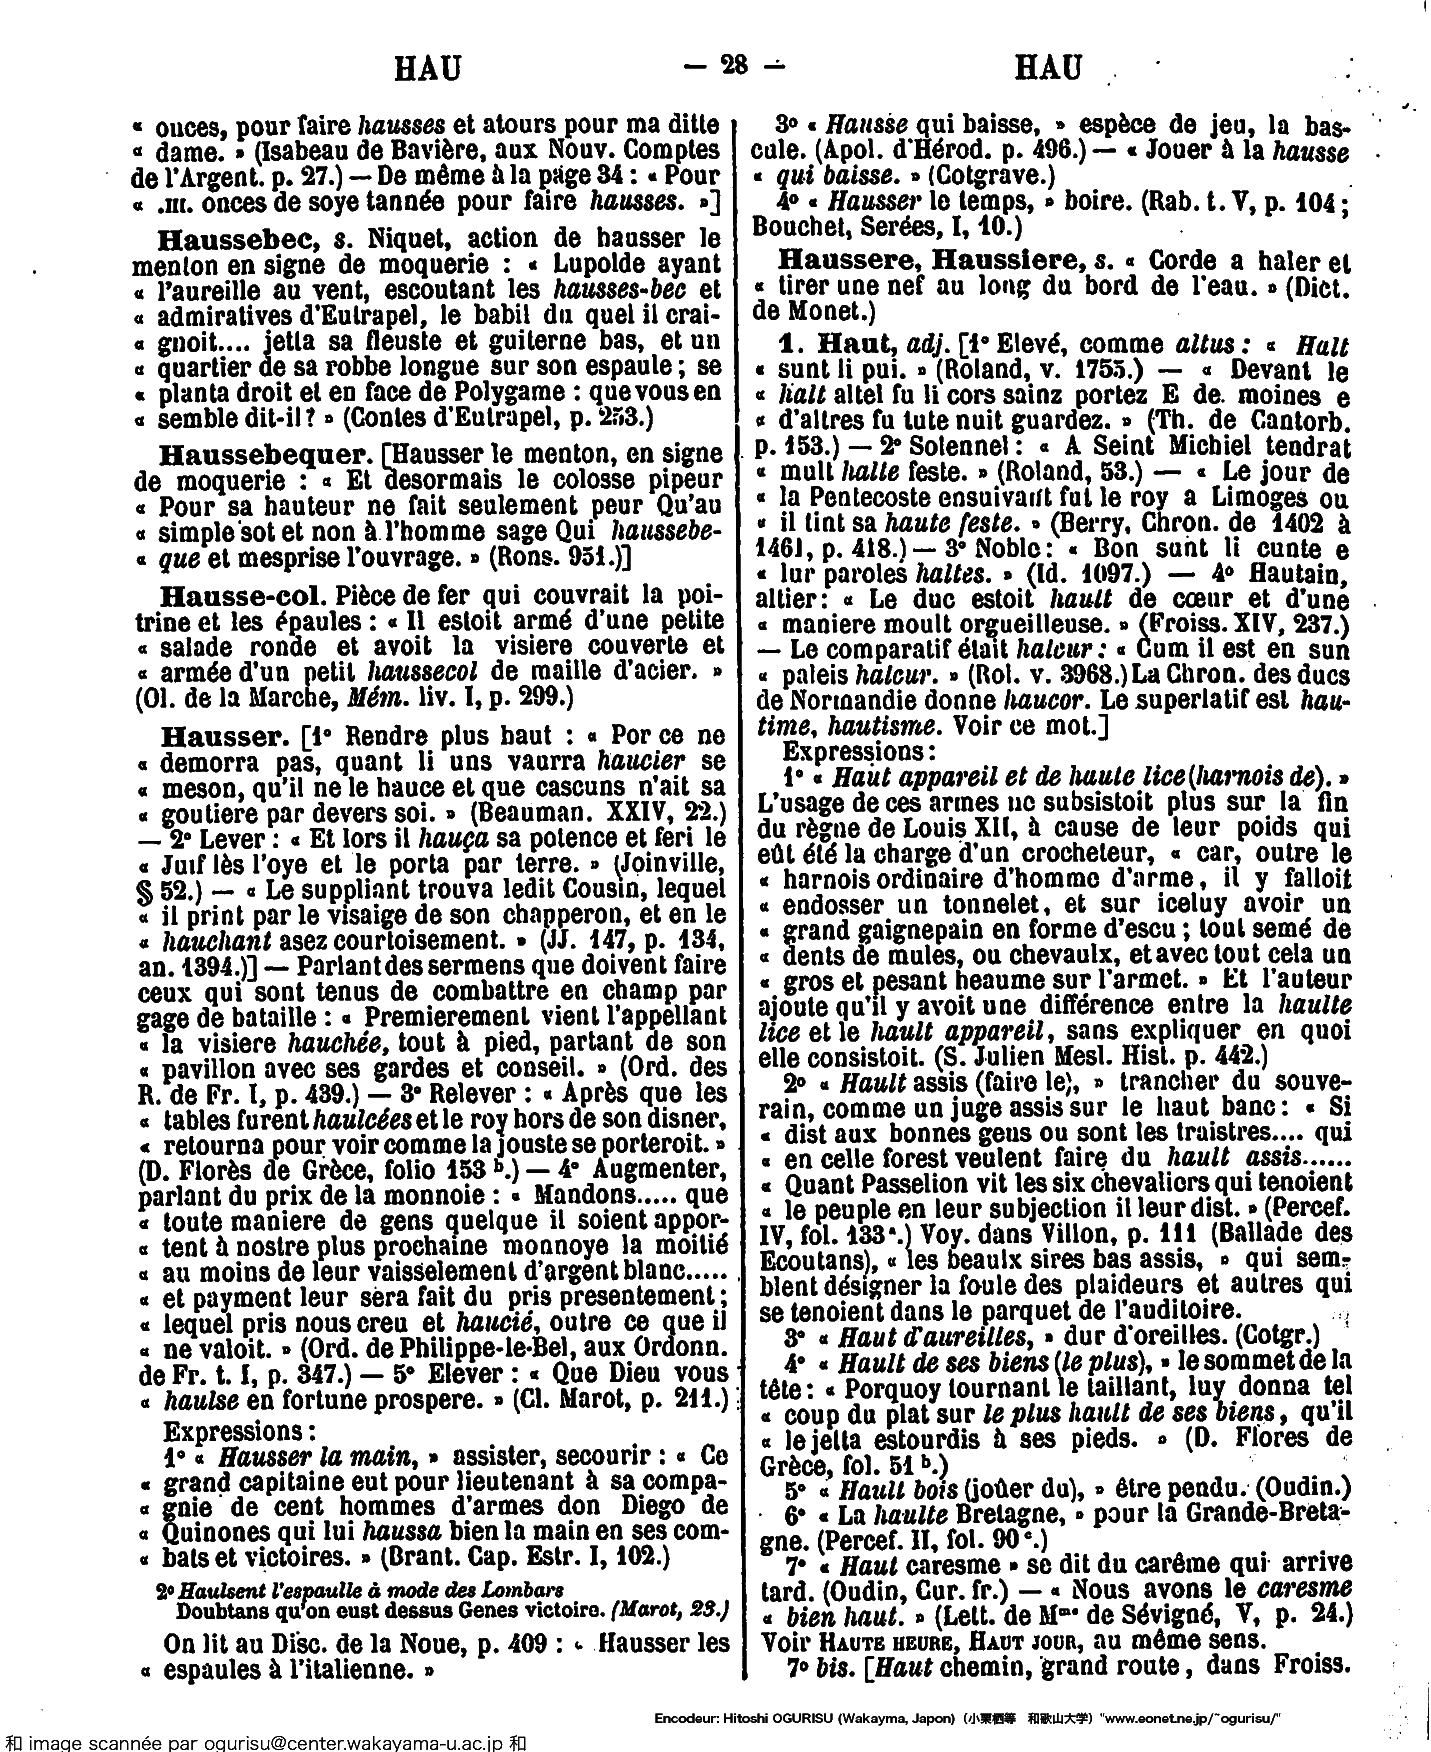 HAU — 28 — HAU
« onces, pour faire hausses et atours pour ma ditte
« dame. » (Isabeau de Bavière, aux Nouv. Comptes
de l'Argent. p. 27.) — De même à la page 34 : « Pour
« .III. onces de soye tannée pour faire hausses. »]
Haussebec, s. Niquet, action de hausser le
menton en signe de moquerie : « Lupolde ayant
« l'aureille au vent, escoutant les hausses-bec et
« admiratives d'Eutrapel, le babil du quel il crai-
« gnoit.... jetta sa fleuste et guiterne bas, et un
« quartier de sa robbe longue sur son espaule ; se
« planta droit et en face de Polygame : que vous en
« semble dit-il ? » (Contes d'Eutrapel, p. 253.)
Haussebequer. [Hausser le menton, en signe
de moquerie : « Et desormais le colosse pipeur
« Pour sa hauteur ne fait seulement peur Qu'au
« simple sot et non à l'homme sage Qui haussebe-
« que et mesprise l'ouvrage. » (Rons. 951.)]
Hausse-col. Pièce de fer qui couvrait la poi-
trine et les épaules : « Il estoit armé d'une petite
« salade ronde et avoit la visiere couverte et
« armée d'un petit haussecol de maille d'acier. »
(Ol. de la Marche, Mém. liv. I, p. 299.)
Hausser. [1° Rendre plus haut : « Por ce ne
« demorra pas, quant li uns vaurra haucier se
« meson, qu'il ne le hauce et que cascuns n'ait sa
« goutiere par devers soi. » (Beauman. XXIV, 22.)
— 2° Lever : « Et lors il hauça sa potence et feri le
« Juif lès l'oye et le porta par terre. » (Joinville,
§ 52.) — « Le suppliant trouva ledit Cousin, lequel
« il print par le visaige de son chapperon, et en le
« hauchant asez courtoisement. » (JJ. 147, p. 134,
an. 1394.)] — Parlant des sermens que doivent faire
ceux qui sont tenus de combattre en champ par
gage de bataille : « Premierement vient l'appellant
« la visiere hauchée, tout à pied, partant de son
« pavillon avec ses gardes et conseil. » (Ord. des
R. de Fr. I, p. 439.) — 3° Relever : « Après que les
« tables furent haulcées et le roy hors de son disner,
« retourna pour voir comme la jouste se porteroit. »
(D. Florès de Grèce, folio 153 b.) — 4° Augmenter,
parlant du prix de la monnoie : « Mandons..... que
« toute maniere de gens quelque il soient appor-
« tent à nostre plus prochaine monnoye la moitié
« au moins de leur vaisselement d'argent blanc.....
« et payment leur sera fait du pris presentement ;
« lequel pris nous creu et haucié, outre ce que il
« ne valoit. » (Ord. de Philippe-le-Bel, aux Ordonn.
de Fr. t. I, p. 347.) — 5° Elever : « Que Dieu vous
« haulse en fortune prospere. » (Cl. Marot, p. 211.)
Expressions :
1° « Hausser la main, » assister, secourir : « Ce
« grand capitaine eut pour lieutenant à sa compa-
« gnie de cent hommes d'armes don Diego de
« Quinones qui lui haussa bien la main en ses com-
« bats et victoires. » (Brant. Cap. Estr. I, 102.)
2° Haulsent l'espaulle à mode des Lombars
Doubtans qu'on eust dessus Genes victoire. (Marot, 23.)
On lit au Disc. de la Noue, p. 409 : « Hausser les
« espaules à l'italienne. »
3° « Hausse qui baisse, » espèce de jeu, la bas-
cule. (Apol. d'Hérod. p. 496.) — « Jouer à la hausse
« qui baisse. » (Cotgrave.)
4° « Hausser le temps, » boire. (Rab. t. V, p. 104 ;
Bouchet, Serées, I, 10.)
Haussere, Haussiere, s. « Corde a haler et
« tirer une nef au long du bord de l'eau. » (Dict.
de Monet.)
1. Haut, adj. [1° Elevé, comme altus : « Halt
« sunt li pui. » (Roland, v. 1755.) — « Devant le
« halt altel fu li cors sainz portez E de moines e
« d'altres fu tute nuit guardez. » (Th. de Cantorb.
p. 153.) — 2° Solennel : « A Seint Michiel tendrat
« mult halte feste. » (Roland, 53.) — « Le jour de
« la Pentecoste ensuivant fut le roy a Limoges ou
« il tint sa haute feste. » (Berry, Chron. de 1402 à
1461, p. 418.) — 3° Noble : « Bon sunt li cunte e
« lur paroles haltes. » (Id. 1097.) — 4° Hautain,
altier : « Le duc estoit hault de cœur et d'une
« maniere moult orgueilleuse. » (Froiss. XIV, 237.)
— Le comparatif était halcur : « Cum il est en sun
« paleis halcur. » (Rol. v. 3968.) La Chron. des ducs
de Normandie donne haucor. Le superlatif est hau-
time, hautisme. Voir ce mot.]
Expressions :
1° « Haut appareil et de haute lice (harnois de). »
L'usage de ces armes ne subsistoit plus sur la fin
du règne de Louis XII, à cause de leur poids qui
eût été la charge d'un crocheteur, « car, outre le
« harnois ordinaire d'homme d'arme, il y falloit
« endosser un tonnelet, et sur iceluy avoir un
« grand gaignepain en forme d'escu ; tout semé de
« dents de mules, ou chevaulx, et avec tout cela un
« gros et pesant heaume sur l'armet. » Et l'auteur
ajoute qu'il y avoit une différence entre la haulte
lice et le hault appareil, sans expliquer en quoi
elle consistoit. (S. Julien Mesl. Hist. p. 442.)
2° « Hault assis (faire le), » trancher du souve-
rain, comme un juge assis sur le haut banc : « Si
« dist aux bonnes gens ou sont les traistres.... qui
« en celle forest veulent faire du hault assis......
« Quant Passelion vit les six chevaliers qui tenoient
« le peuple en leur subjection il leur dist. » (Percef.
IV, fol. 133 a.) Voy. dans Villon, p. 111 (Ballade des
Ecoutans), « les beaulx sires bas assis, » qui sem-
blent désigner la foule des plaideurs et autres qui
se tenoient dans le parquet de l'auditoire.
3° « Haut d'aureilles, » dur d'oreilles. (Cotgr.)
4° « Hault de ses biens (le plus), » le sommet de la
tête : « Porquoy tournant le taillant, luy donna tel
« coup du plat sur le plus hault de ses biens, qu'il
« le jetta estourdis à ses pieds. » (D. Flores de
Grèce, fol. 51 b.)
5° « Hault bois (joüer du), » être pendu. (Oudin.)
6° « La haulte Bretagne, » pour la Grande-Breta-
gne. (Percef. II, fol. 90 c.)
7° « Haut caresme » se dit du carême qui arrive
tard. (Oudin, Cur. fr.) — « Nous avons le caresme
« bien haut. » (Lett. de Mme de Sévigné, V, p. 24.)
Voir HAUTE HEURE, HAUT JOUR, au même sens.
7° bis. [Haut chemin, grand route, dans Froiss.
Encodeur: Hitoshi OGURISU (Wakayma, Japon) (小栗栖等 和歌山大学) "www.eonet.ne.jp/~ogurisu/"
和 image scannée par ogurisu@center.wakayama-u.ac.jp 和